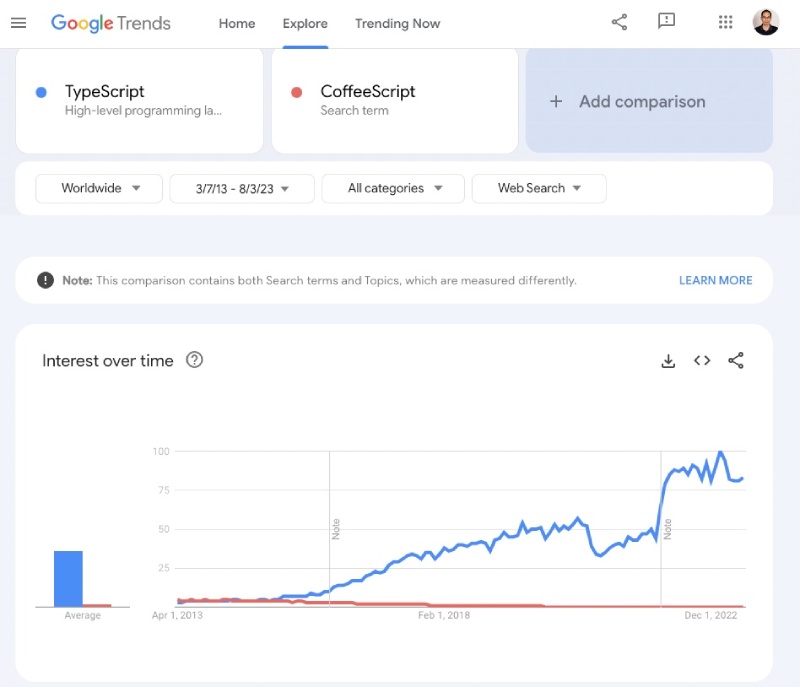 Google Trends
Home Explore Trending Now
TypeScript
High-level programming la...
CoffeeScript
Search term
+ Add comparison
Worldwide
3/7/13 - 8/3/23
All categories
Web Search
Note: This comparison contains both Search terms and Topics, which are measured differently.
LEARN MORE
Interest over time
100
75
50
25
Note
Note
Average
Apr 1, 2013
Feb 1, 2018
Dec 1, 2022